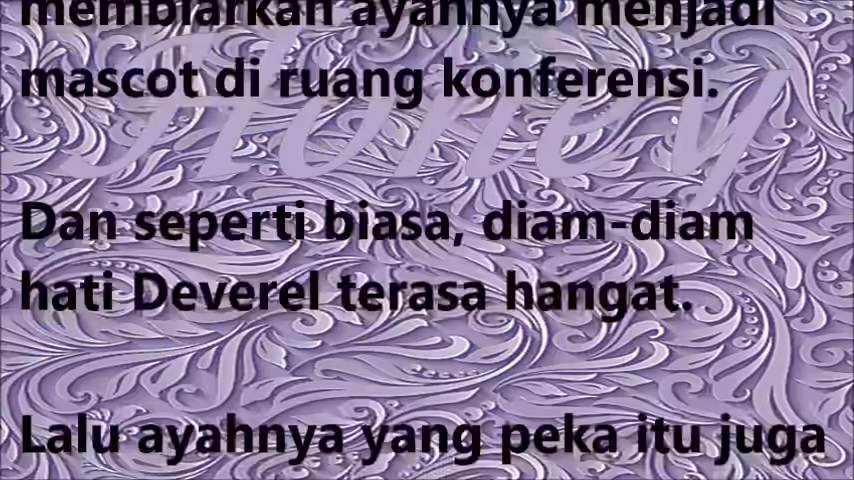 membiarkan ayahnya menjadi
mascot di ruang konferensi.
Honey
Dan seperti biasa, diam-diam
hati Deverel terasa hangat.
Lalu ayahnya yang peka itu juga